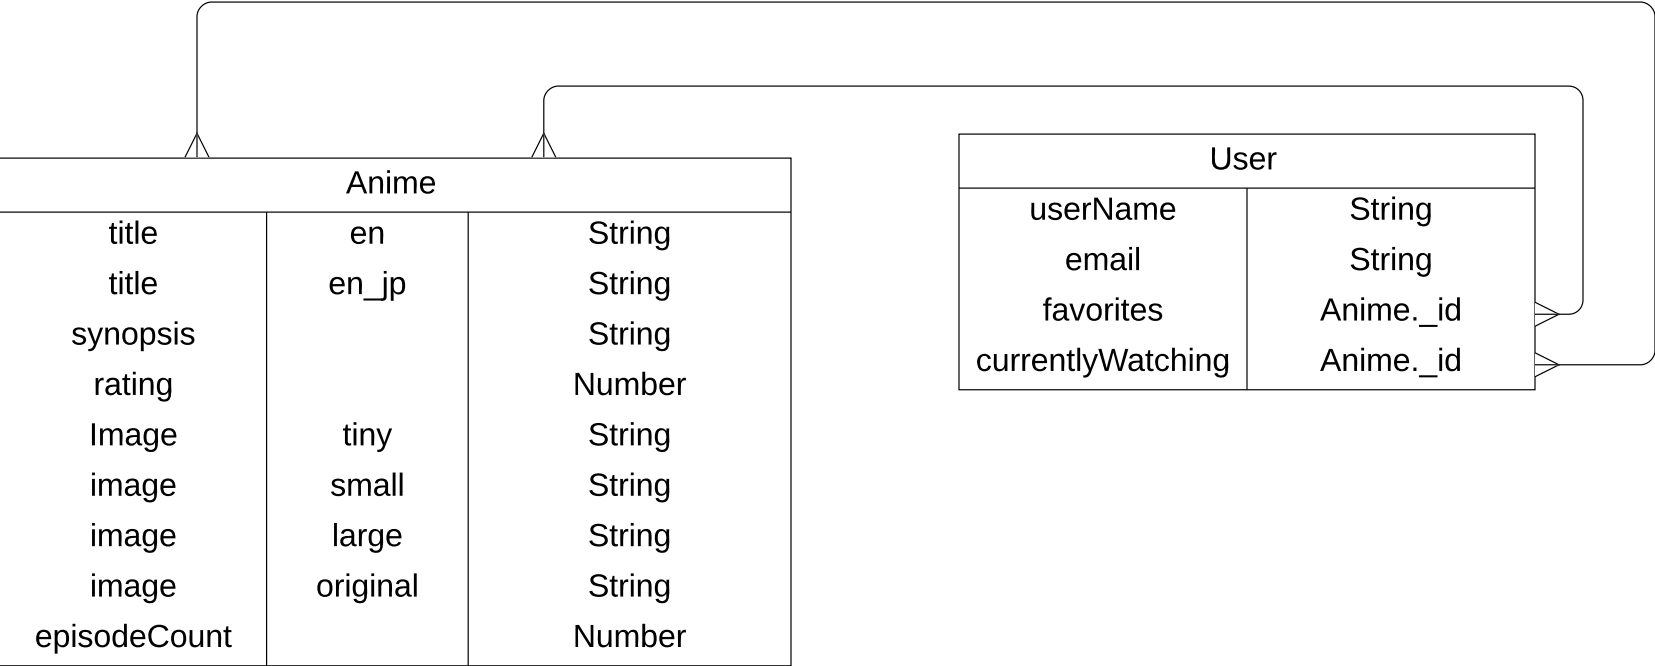 Anime
title en String
title en_jp String
synopsis String
rating Number
Image tiny String
image small String
image large String
image original String
episodeCount Number
User
userName String
email String
favorites Anime._id
currentlyWatching Anime._id